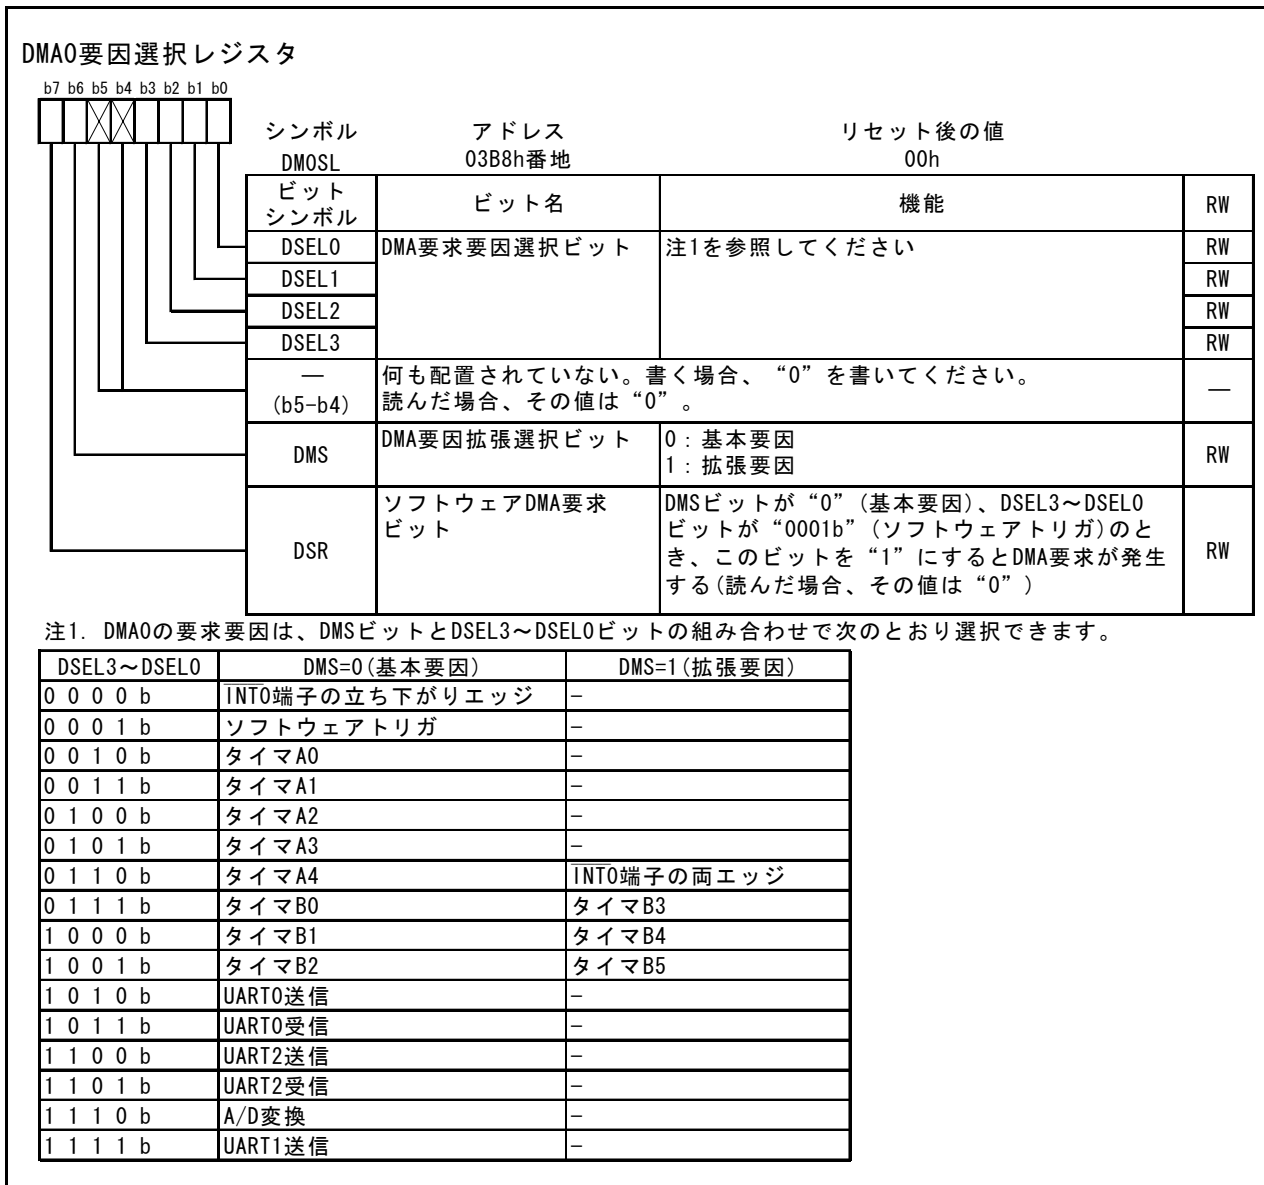 DMA0要因選択レジスタ
b7 b6 b5 b4 b3 b2 b1 b0
シンボル アドレス リセット後の値
DM0SL 03B8h番地 00h
ビット
シンボル ビット名 機能 RW
DSEL0 DMA要求要因選択ビット 注1を参照してください RW
DSEL1 RW
DSEL2 RW
DSEL3 RW
―
(b5-b4)
何も配置されていない。書く場合、“0”を書いてください。
読んだ場合、その値は“0”。
―
DMS DMA要因拡張選択ビット
0:基本要因
1:拡張要因
RW
DSR
ソフトウェアDMA要求
ビット
DMSビットが“0”(基本要因)、DSEL3~DSEL0
ビットが“0001b”(ソフトウェアトリガ)のと
き、このビットを“1”にするとDMA要求が発生
する(読んだ場合、その値は“0”)
RW
注1. DMA0の要求要因は、DMSビットとDSEL3~DSEL0ビットの組み合わせで次のとおり選択できます。
DSEL3~DSEL0 DMS=0(基本要因) DMS=1(拡張要因)
0 0 0 0 b INT0端子の立ち下がりエッジ −
0 0 0 1 b ソフトウェアトリガ −
0 0 1 0 b タイマA0 −
0 0 1 1 b タイマA1 −
0 1 0 0 b タイマA2 −
0 1 0 1 b タイマA3 −
0 1 1 0 b タイマA4 INT0端子の両エッジ
0 1 1 1 b タイマB0 タイマB3
1 0 0 0 b タイマB1 タイマB4
1 0 0 1 b タイマB2 タイマB5
1 0 1 0 b UART0送信 −
1 0 1 1 b UART0受信 −
1 1 0 0 b UART2送信 −
1 1 0 1 b UART2受信 −
1 1 1 0 b A/D変換 −
1 1 1 1 b UART1送信 −